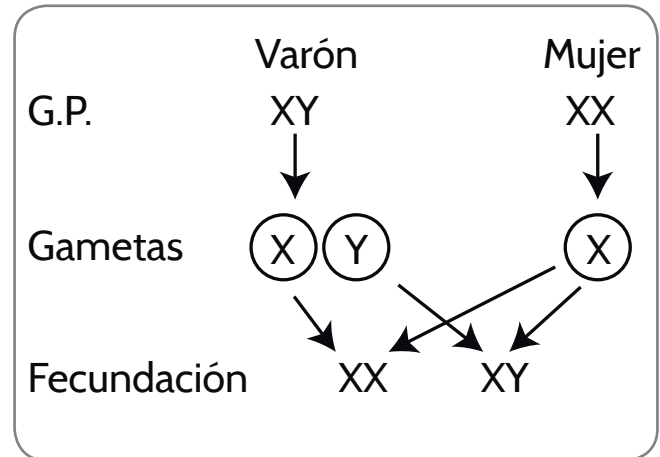 Varón Mujer
G.P. XY XX
Gametas X Y X
Fecundación XX XY